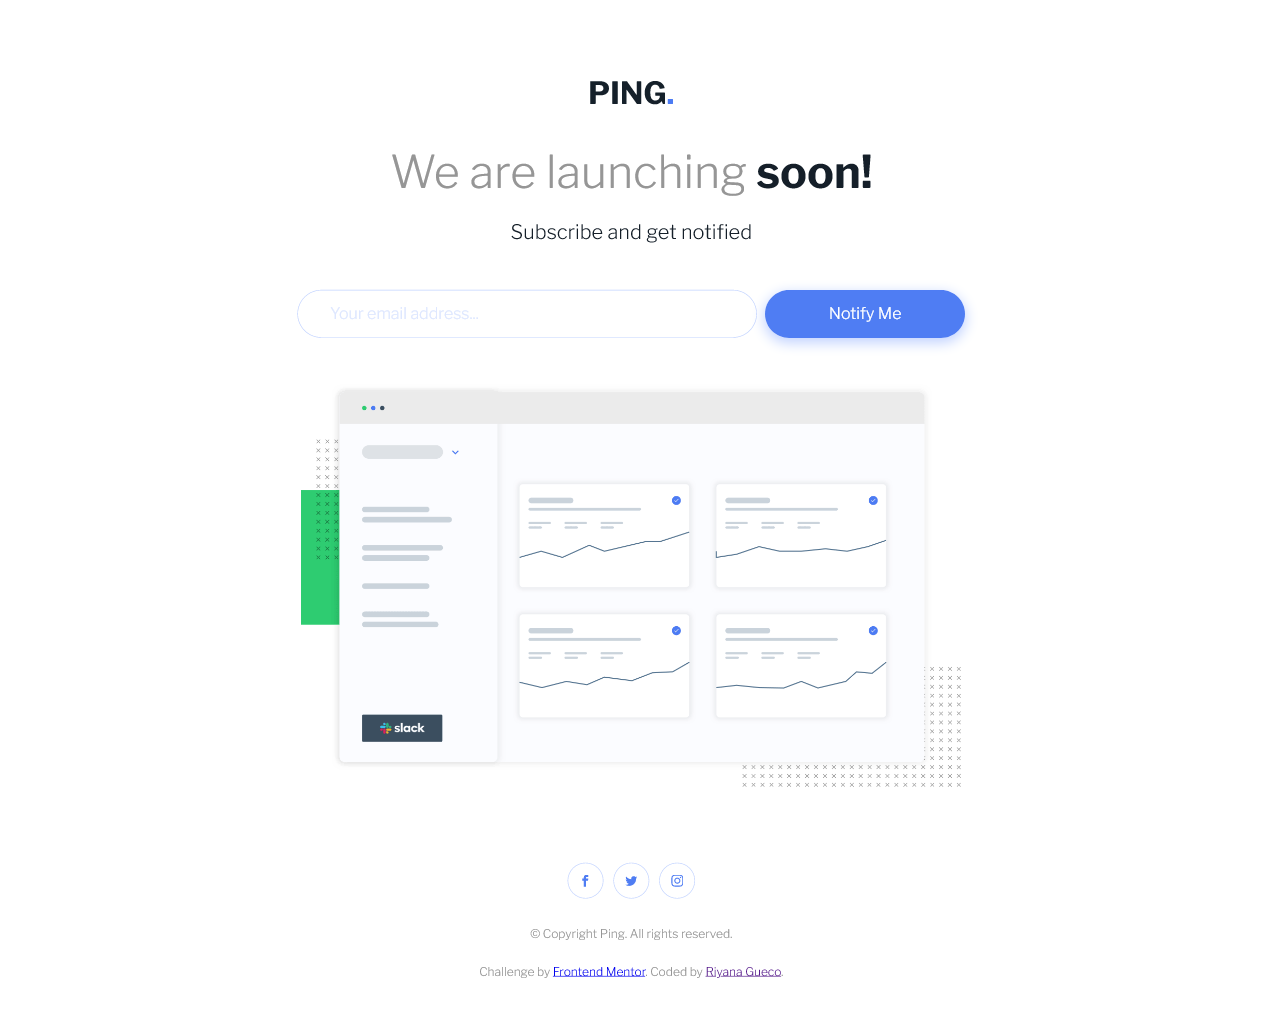 PING.
We are launching soon!
Subscribe and get notified
Your email address...
Notify Me
slack
© Copyright Ping. All rights reserved.
Challenge by Frontend Mentor. Coded by Riyana Gueco.